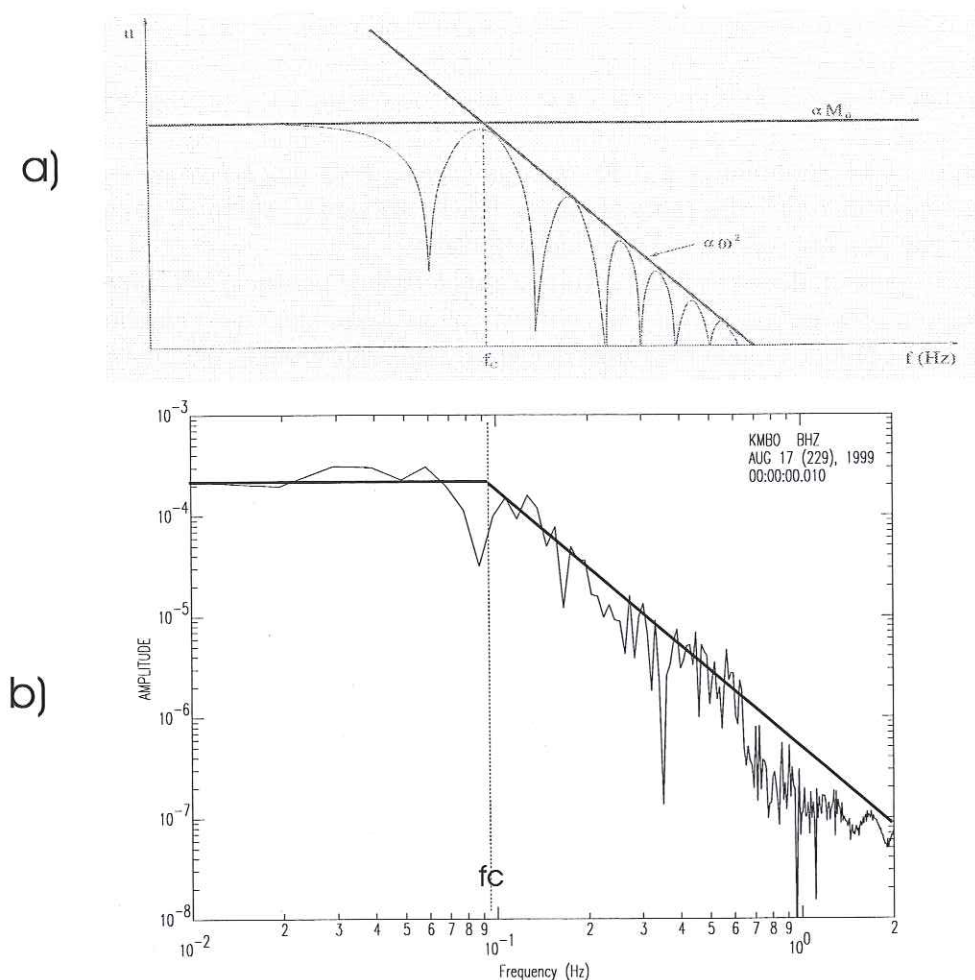 a)
u
α M₀
α ω²
f_c
f (Hz)
b)
KMBO BHZ
AUG 17 (229), 1999
00:00:00.010
AMPLITUDE
10⁻³
10⁻⁴
10⁻⁵
10⁻⁶
10⁻⁷
10⁻⁸
fc
10⁻² 2 3 4 5 6 7 8 9 10⁻¹ 2 3 4 5 6 7 8 9 10⁰ 2
Frequency (Hz)